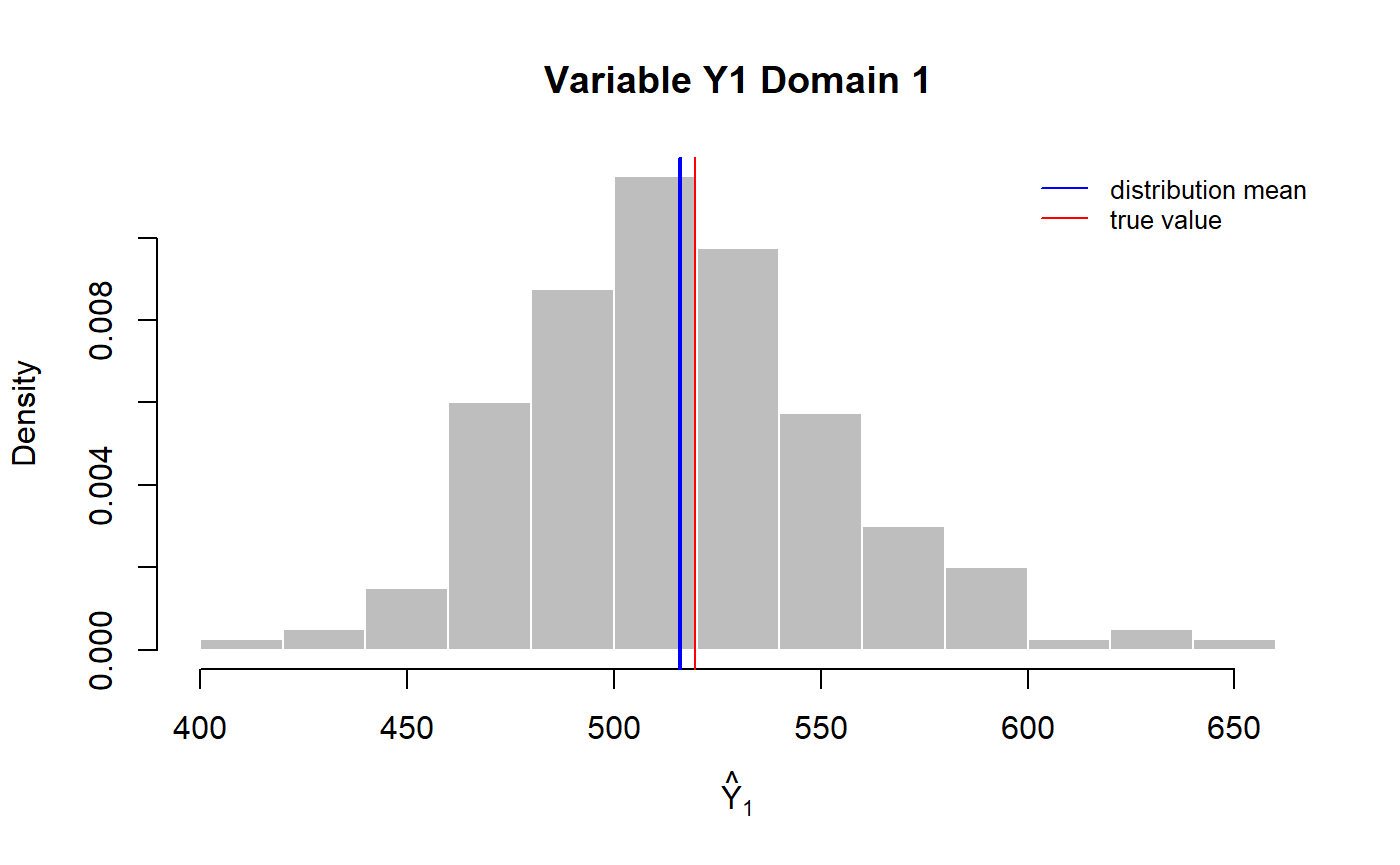 Variable Y1 Domain 1
distribution mean
true value
Density
0.008
0.004
0.000
400 450 500 550 600 650
Ŷ₁